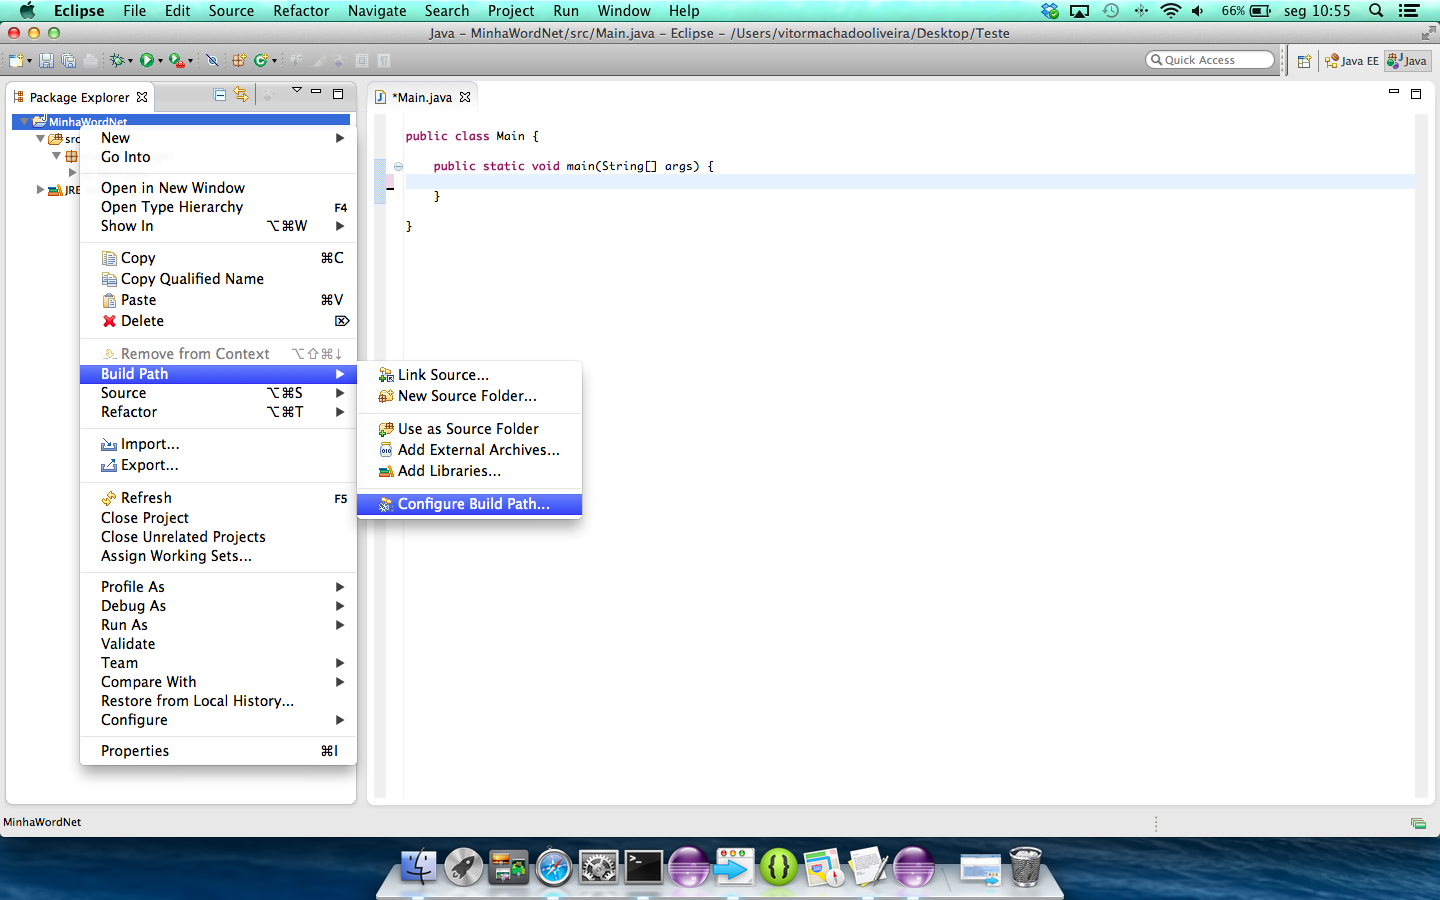 Eclipse File Edit Source Refactor Navigate Search Project Run Window Help 66% seg 10:55
Java – MinhaWordNet/src/Main.java – Eclipse – /Users/vitormachadooliveira/Desktop/Teste
Quick Access Java EE Java
Package Explorer
*Main.java
MinhaWordNet
src
JRE
New
Go Into
Open in New Window
Open Type Hierarchy F4
Show In ⌥⌘W
Copy ⌘C
Copy Qualified Name
Paste ⌘V
Delete ⌦
Remove from Context ⌥⇧⌘↓
Build Path
Source ⌥⌘S
Refactor ⌥⌘T
Import...
Export...
Refresh F5
Close Project
Close Unrelated Projects
Assign Working Sets...
Profile As
Debug As
Run As
Validate
Team
Compare With
Restore from Local History...
Configure
Properties ⌘I
Link Source...
New Source Folder...
Use as Source Folder
Add External Archives...
Add Libraries...
Configure Build Path...
public class Main {
public static void main(String[] args) {
}
}
MinhaWordNet